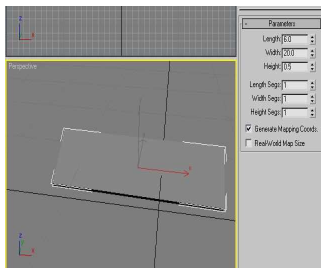 z
x
Perspective
x
z
y
x
- Parameters
Length: 6.0
Width: 20.0
Height: 0.5
Length Segs: 1
Width Segs: 1
Height Segs: 1
Generate Mapping Coords.
Real-World Map Size